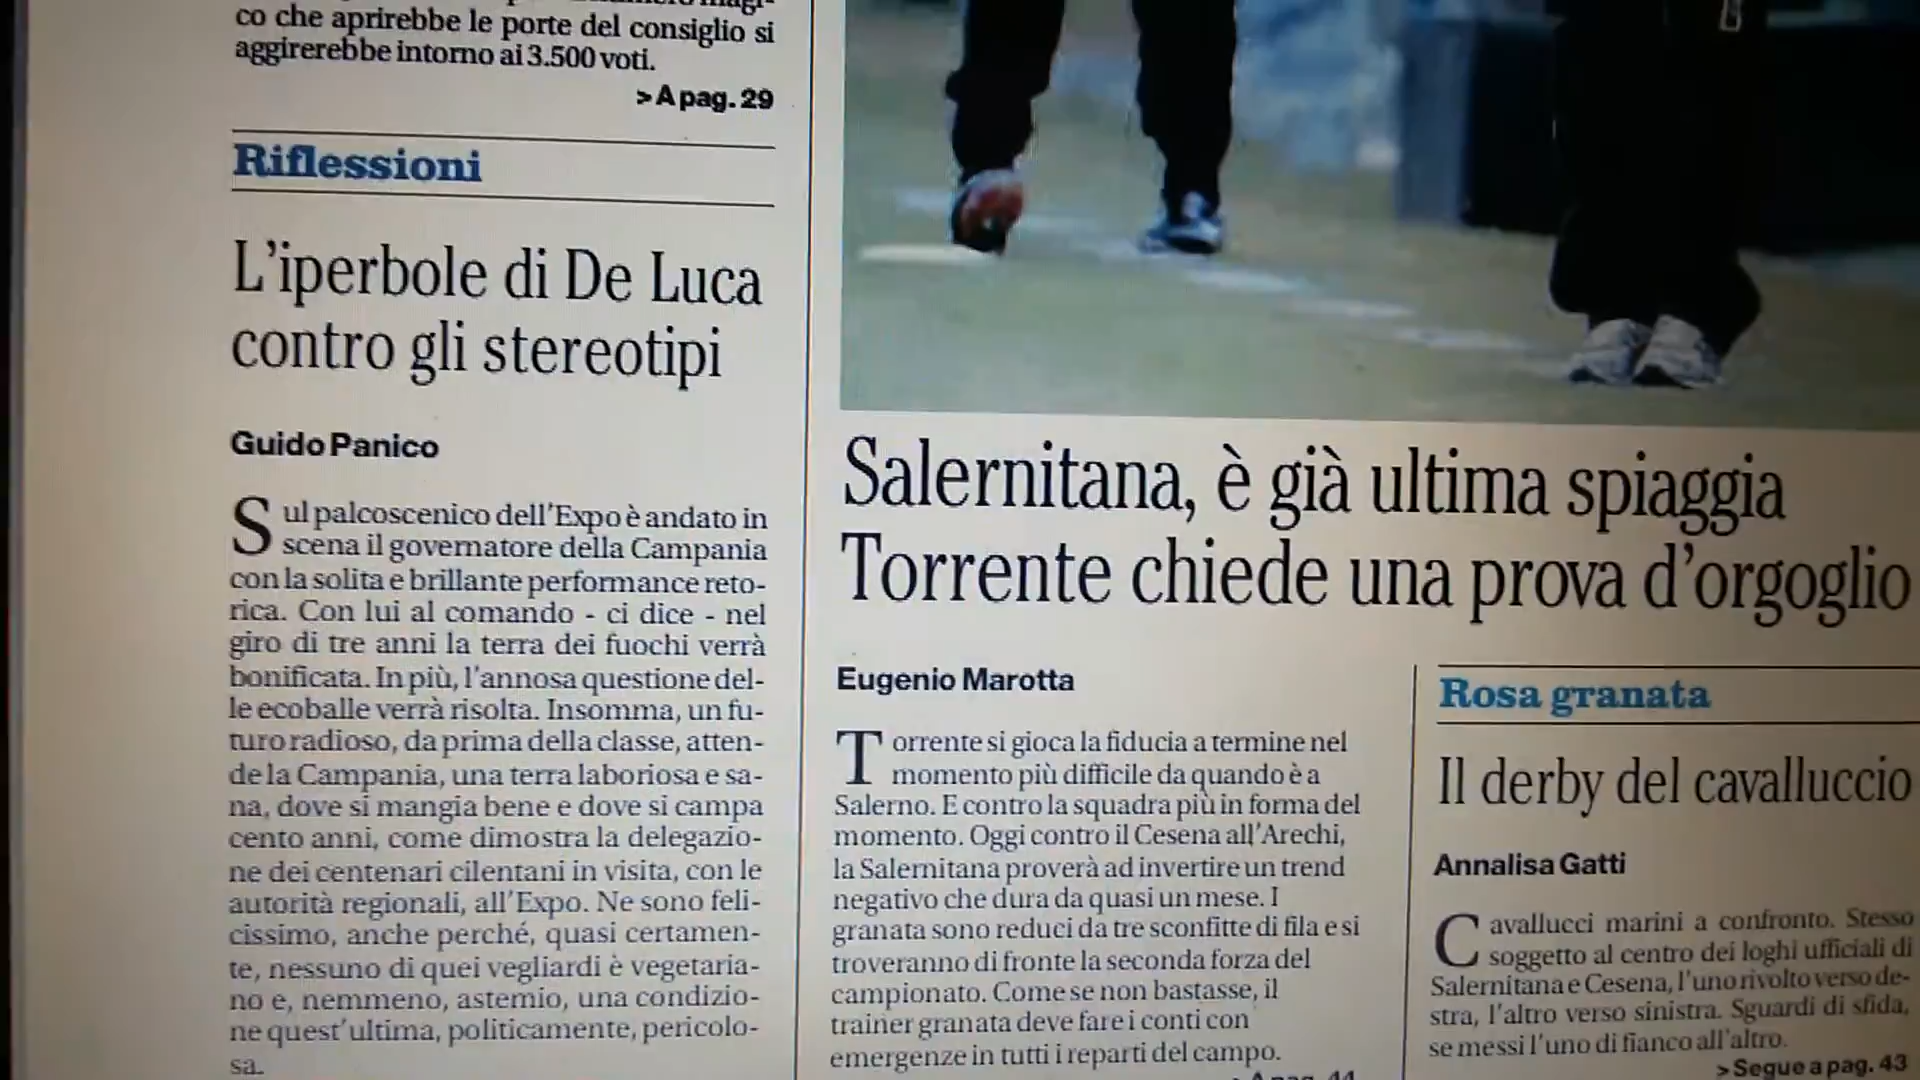 co che aprirebbe le porte del consiglio si
aggirerebbe intorno ai 3.500 voti.
> A pag. 29
Riflessioni
L'iperbole di De Luca
contro gli stereotipi
Guido Panico
Sul palcoscenico dell'Expo è andato in
scena il governatore della Campania
con la solita e brillante performance reto-
rica. Con lui al comando - ci dice - nel
giro di tre anni la terra dei fuochi verrà
bonificata. In più, l'annosa questione del-
le ecoballe verrà risolta. Insomma, un fu-
turo radioso, da prima della classe, atten-
de la Campania, una terra laboriosa e sa-
na, dove si mangia bene e dove si campa
cento anni, come dimostra la delegazio-
ne dei centenari cilentani in visita, con le
autorità regionali, all'Expo. Ne sono feli-
cissimo, anche perché, quasi certamen-
te, nessuno di quei vegliardi è vegetaria-
no e, nemmeno, astemio, una condizio-
ne quest'ultima, politicamente, pericolo-
sa.
Salernitana, è già ultima spiaggia
Torrente chiede una prova d'orgoglio
Eugenio Marotta
Torrente si gioca la fiducia a termine nel
momento più difficile da quando è a
Salerno. E contro la squadra più in forma del
momento. Oggi contro il Cesena all'Arechi,
la Salernitana proverà ad invertire un trend
negativo che dura da quasi un mese. I
granata sono reduci da tre sconfitte di fila e si
troveranno di fronte la seconda forza del
campionato. Come se non bastasse, il
trainer granata deve fare i conti con
emergenze in tutti i reparti del campo.
> A pag. 44
Rosa granata
Il derby del cavalluccio
Annalisa Gatti
Cavallucci marini a confronto. Stesso
soggetto al centro dei loghi ufficiali di
Salernitana e Cesena, l'uno rivolto verso de-
stra, l'altro verso sinistra. Sguardi di sfida,
se messi l'uno di fianco all'altro.
> Segue a pag. 43